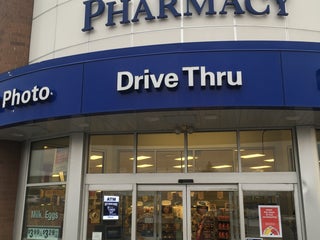 PHARMACY
Photo
Drive Thru
ATM
Milk, Eggs